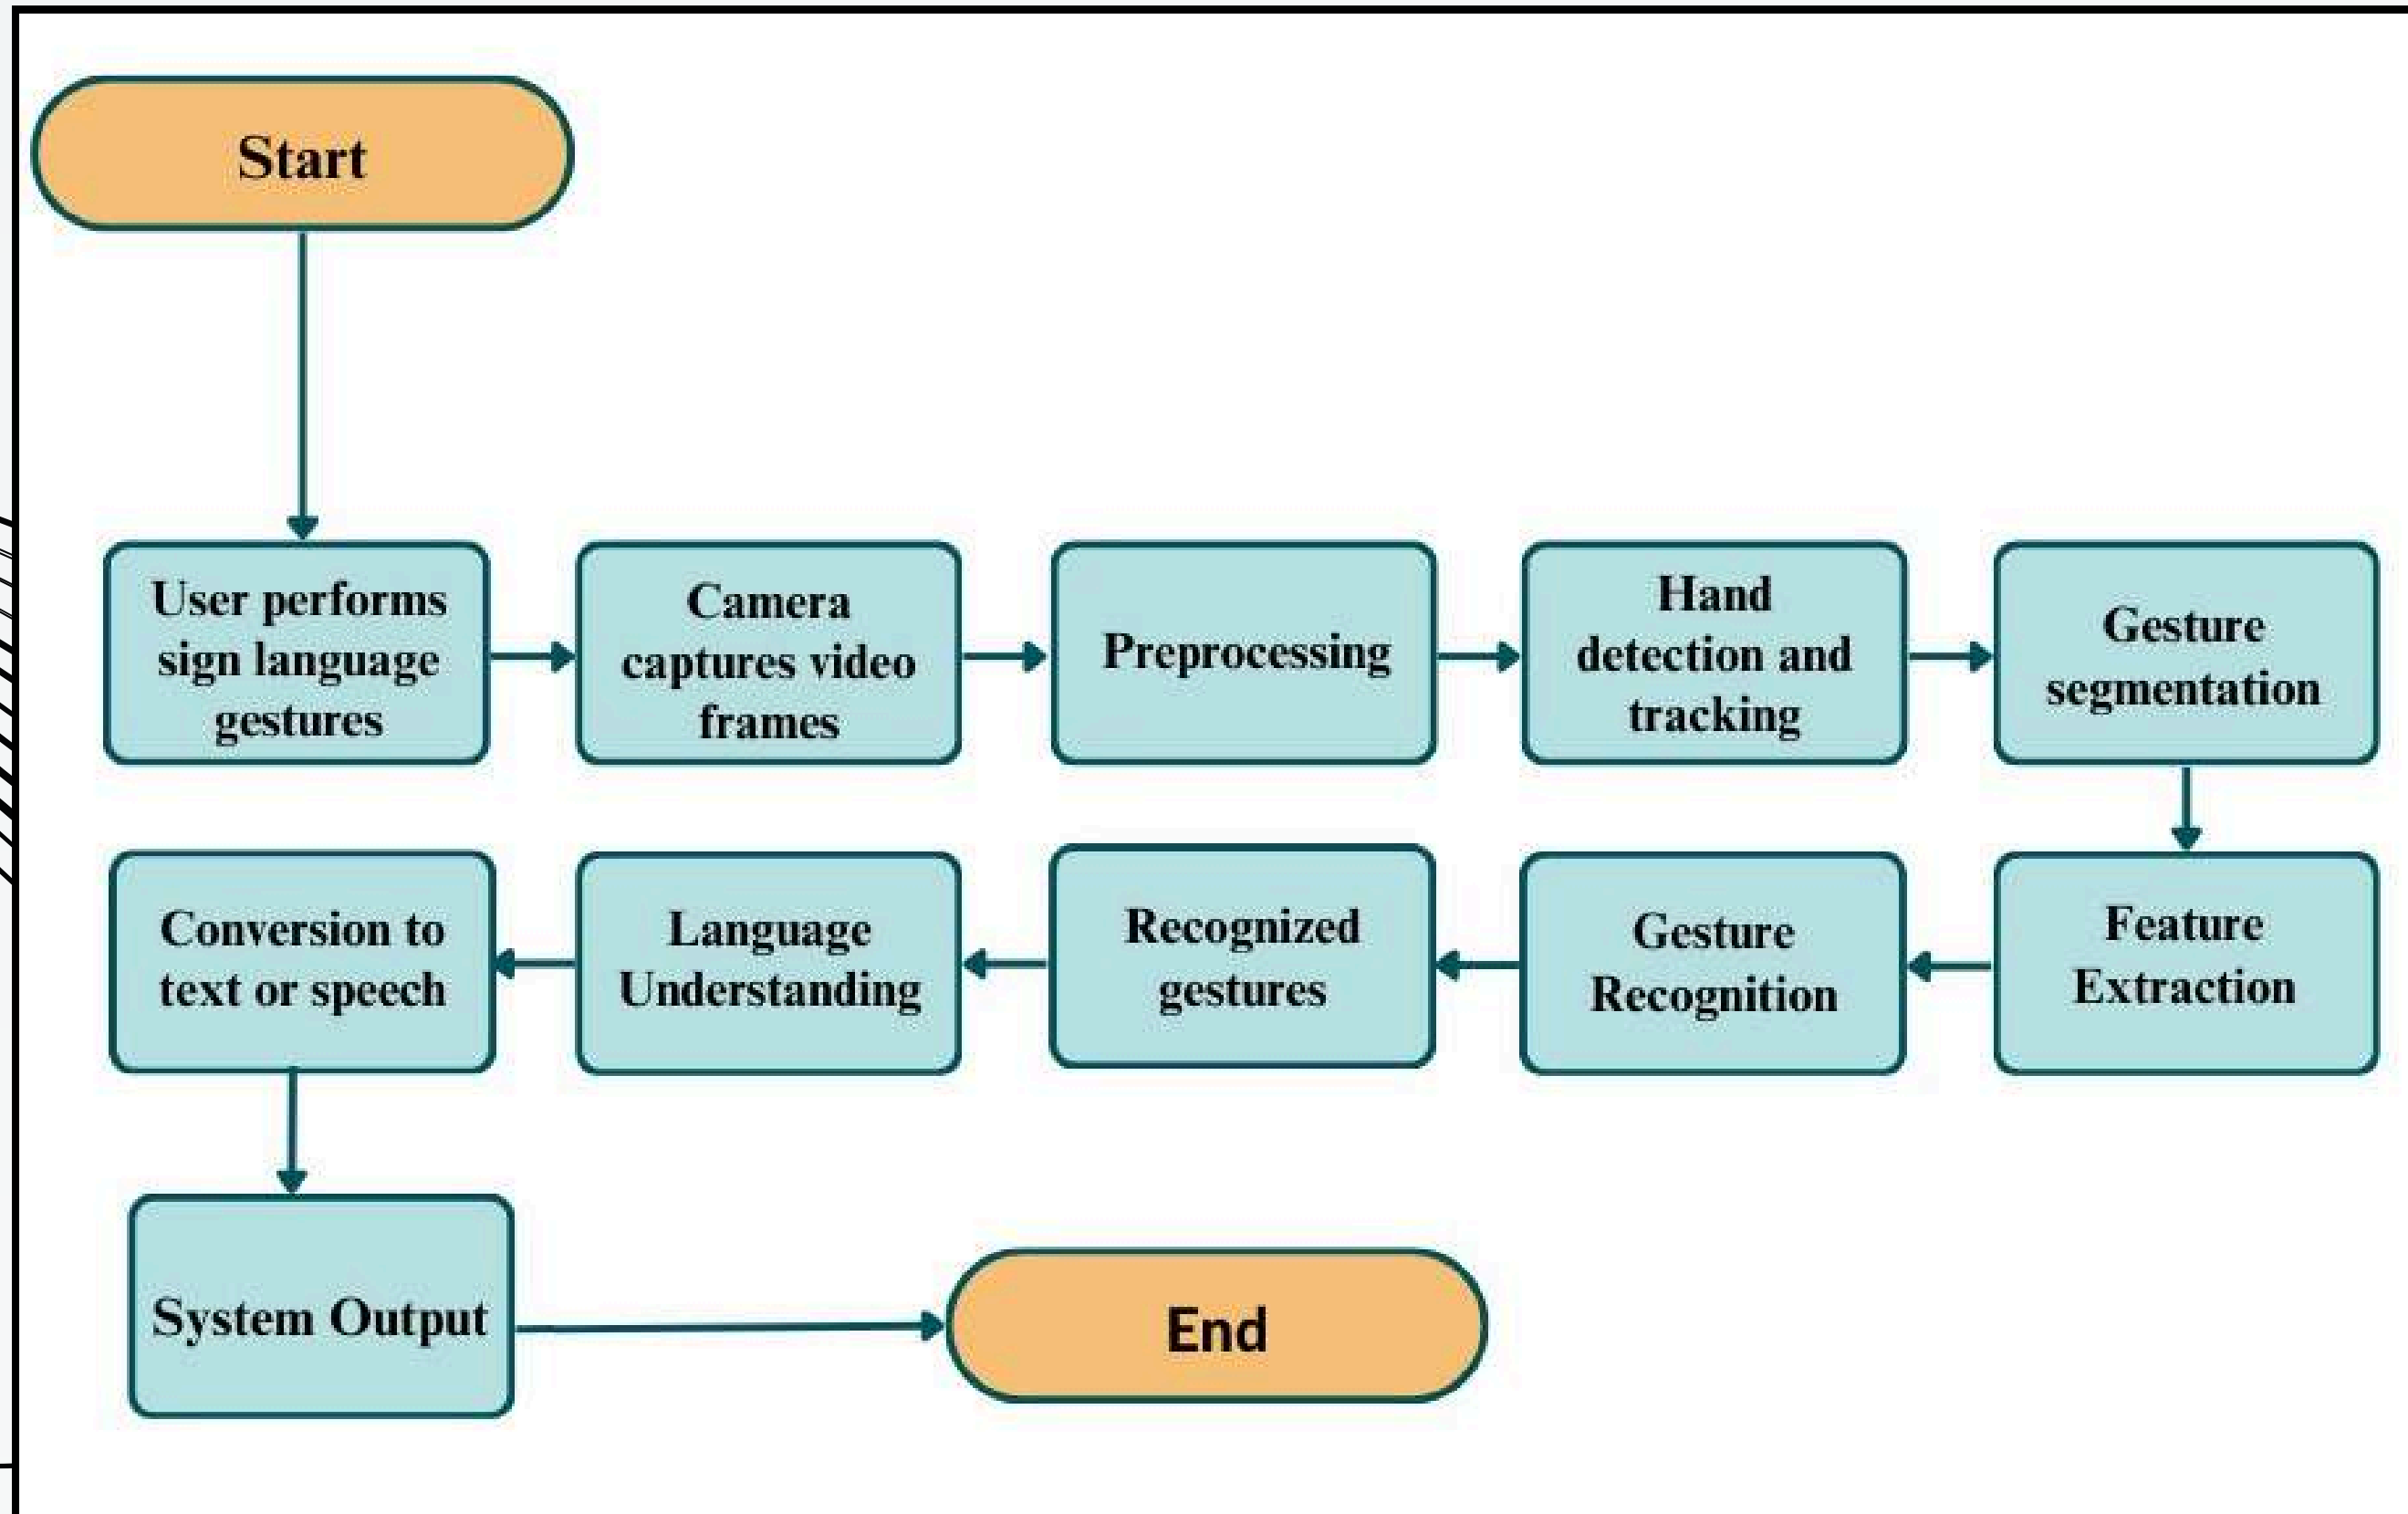 Start
User performs
sign language
gestures
Camera
captures video
frames
Preprocessing
Hand
detection and
tracking
Gesture
segmentation
Feature
Extraction
Gesture
Recognition
Recognized
gestures
Language
Understanding
Conversion to
text or speech
System Output
End